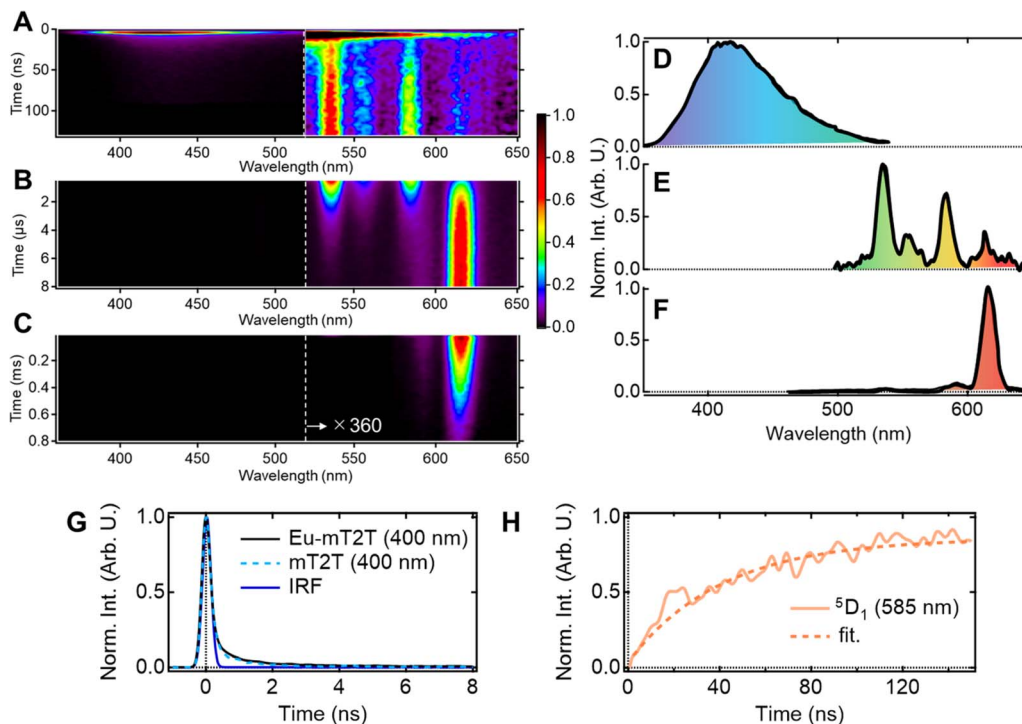 A
0
50
100
Time (ns)
400 450 500 550 600 650
Wavelength (nm)
B
2
4
6
8
Time (µs)
400 450 500 550 600 650
Wavelength (nm)
C
0.2
0.4
0.6
0.8
Time (ms)
× 360
400 450 500 550 600 650
Wavelength (nm)
1.0
0.8
0.6
0.4
0.2
0.0
D
1.0
0.5
0.0
E
1.0
0.5
0.0
F
1.0
0.5
0.0
Norm. Int. (Arb. U.)
400 500 600
Wavelength (nm)
G
1.0
0.5
0.0
Norm. Int. (Arb. U.)
Eu-mT2T (400 nm)
mT2T (400 nm)
IRF
0 2 4 6 8
Time (ns)
H
1.0
0.5
0.0
Norm. Int. (Arb. U.)
⁵D₁ (585 nm)
fit.
0 40 80 120
Time (ns)